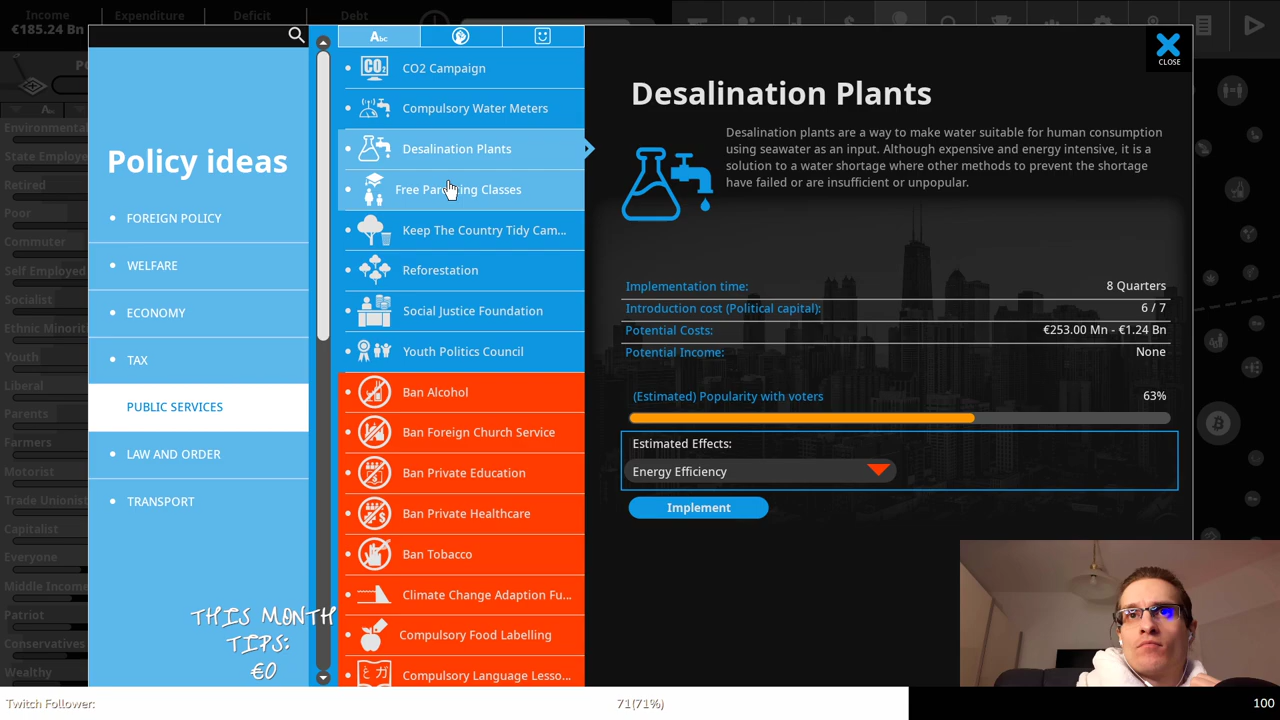 Income
Expenditure
Deficit
Debt
€185.24 Bn
CLOSE
Policy ideas
FOREIGN POLICY
WELFARE
ECONOMY
TAX
PUBLIC SERVICES
LAW AND ORDER
TRANSPORT
Abc
CO2 Campaign
Compulsory Water Meters
Desalination Plants
Free Parenting Classes
Keep The Country Tidy Cam...
Reforestation
Social Justice Foundation
Youth Politics Council
Ban Alcohol
Ban Foreign Church Service
Ban Private Education
Ban Private Healthcare
Ban Tobacco
Climate Change Adaption Fu...
Compulsory Food Labelling
Compulsory Language Lesso...
Desalination Plants
Desalination plants are a way to make water suitable for human consumption
using seawater as an input. Although expensive and energy intensive, it is a
solution to a water shortage where other methods to prevent the shortage
have failed or are insufficient or unpopular.
Implementation time: 8 Quarters
Introduction cost (Political capital): 6 / 7
Potential Costs: €253.00 Mn - €1.24 Bn
Potential Income: None
(Estimated) Popularity with voters 63%
Estimated Effects:
Energy Efficiency
Implement
Environmental
State Employe
Retired
Poor
Commuter
Self Employed
Socialist
Ethnic Minorit
Youth
Liberal
Parents
Farmers
Motorist
Trade Unionist
Capitalist
Everyone
Middle Income
Patriot
Conservatives
Wealthy
THIS MONTH
TIPS:
€0
Twitch Follower: 71(71%) 100